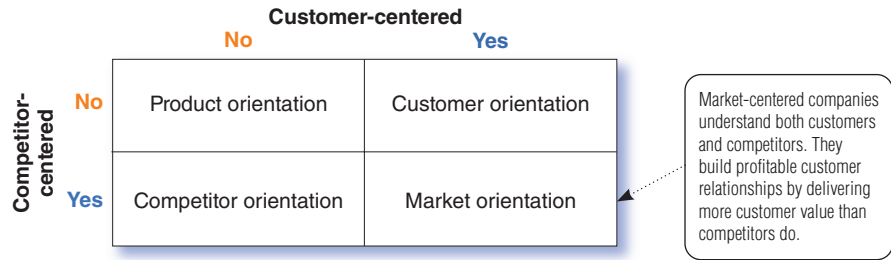 Customer-centered
No
Yes
Competitor-
centered
No
Product orientation
Customer orientation
Yes
Competitor orientation
Market orientation
Market-centered companies
understand both customers
and competitors. They
build profitable customer
relationships by delivering
more customer value than
competitors do.